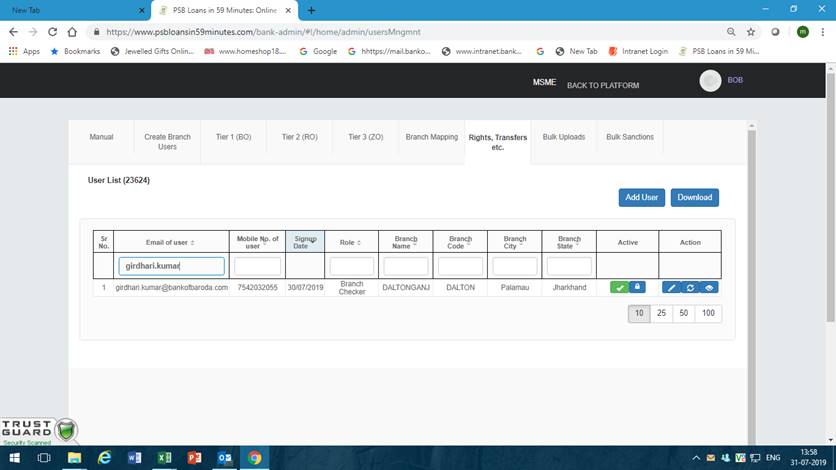 New Tab
PSB Loans in 59 Minutes: Online
https://www.psbloansin59minutes.com/bank-admin/#!/home/admin/usersMngmnt
Apps Bookmarks Jewelled Gifts Onlin... www.homeshop18.... Google hhttps://mail.banko... www.intranet.bank... New Tab Intranet Login PSB Loans in 59 Mi...
MSME BACK TO PLATFORM BOB
Manual Create Branch Users Tier 1 (BO) Tier 2 (RO) Tier 3 (ZO) Branch Mapping Rights, Transfers etc. Bulk Uploads Bulk Sanctions
User List (23624)
Add User Download
Sr No. Email of user Mobile No. of user Signup Date Role Branch Name Branch Code Branch City Branch State Active Action
girdhari.kumar
1 girdhari.kumar@bankofbaroda.com 7542032055 30/07/2019 Branch Checker DALTONGANJ DALTON Palamau Jharkhand
10 25 50 100
TRUST
GUARD
Security Scanned
ENG
13:58
31-07-2019